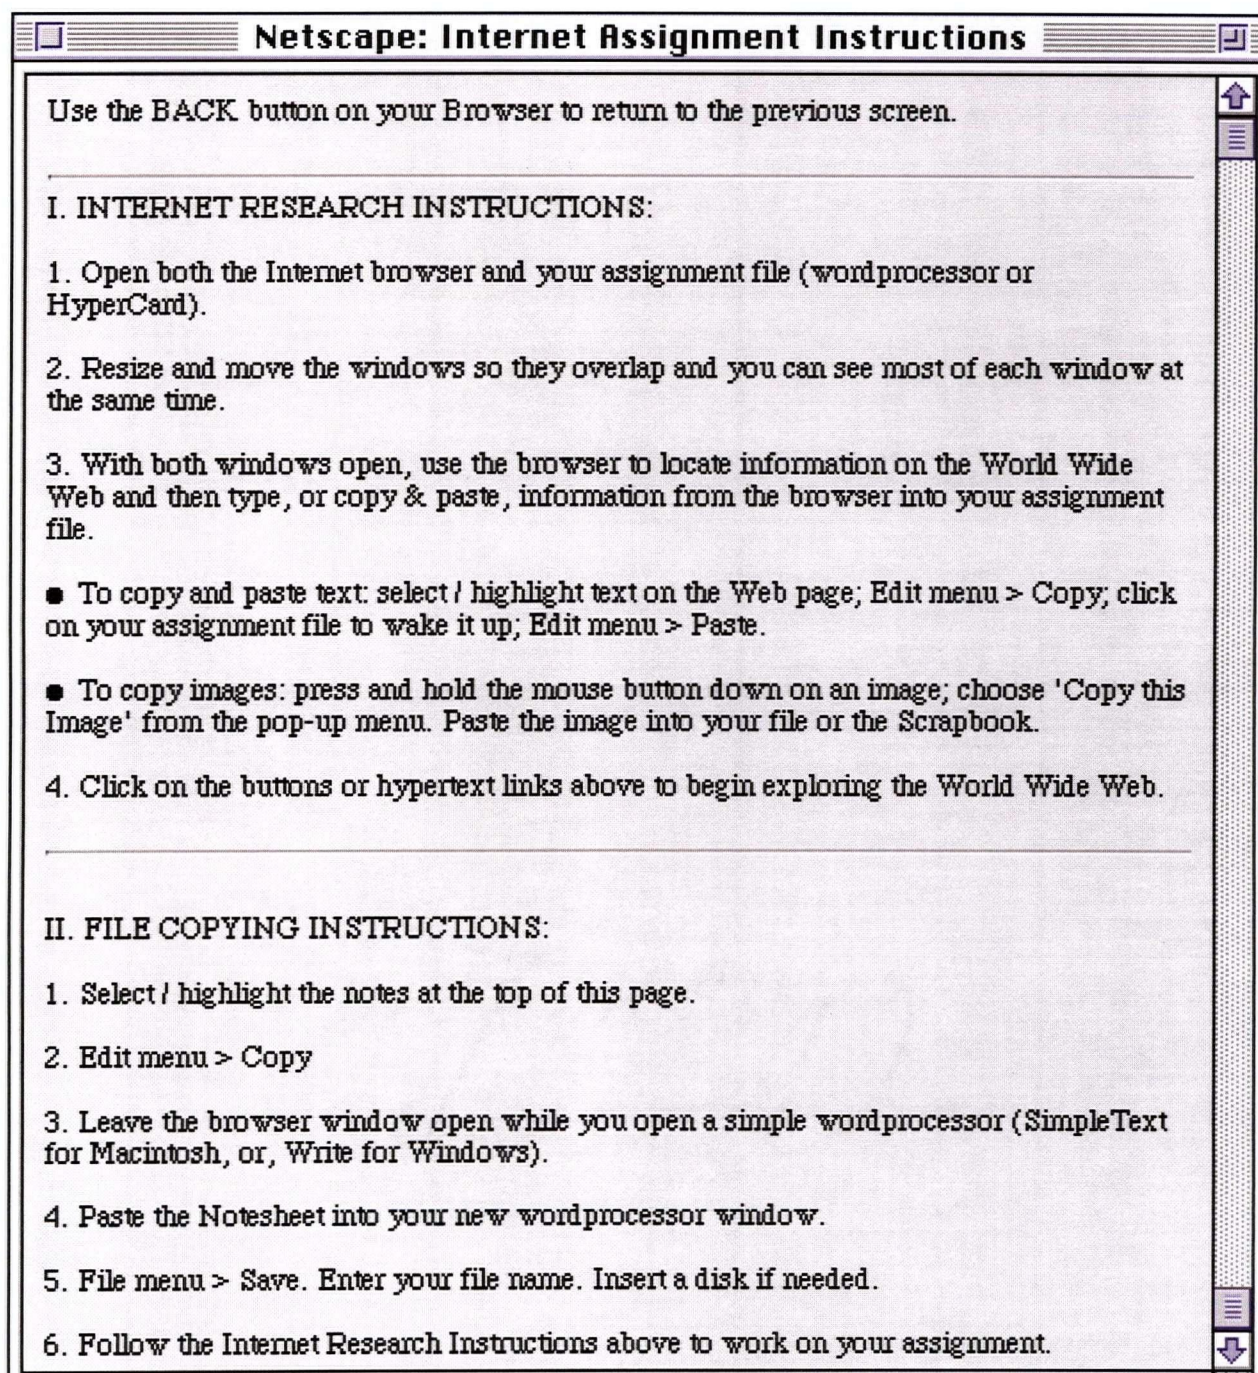 Netscape: Internet Assignment Instructions
Use the BACK button on your Browser to return to the previous screen.
I. INTERNET RESEARCH INSTRUCTIONS:
1. Open both the Internet browser and your assignment file (wordprocessor or
HyperCard).
2. Resize and move the windows so they overlap and you can see most of each window at
the same time.
3. With both windows open, use the browser to locate information on the World Wide
Web and then type, or copy & paste, information from the browser into your assignment
file.
● To copy and paste text: select / highlight text on the Web page; Edit menu > Copy; click
on your assignment file to wake it up; Edit menu > Paste.
● To copy images: press and hold the mouse button down on an image; choose 'Copy this
Image' from the pop-up menu. Paste the image into your file or the Scrapbook.
4. Click on the buttons or hypertext links above to begin exploring the World Wide Web.
II. FILE COPYING INSTRUCTIONS:
1. Select / highlight the notes at the top of this page.
2. Edit menu > Copy
3. Leave the browser window open while you open a simple wordprocessor (SimpleText
for Macintosh, or, Write for Windows).
4. Paste the Notesheet into your new wordprocessor window.
5. File menu > Save. Enter your file name. Insert a disk if needed.
6. Follow the Internet Research Instructions above to work on your assignment.